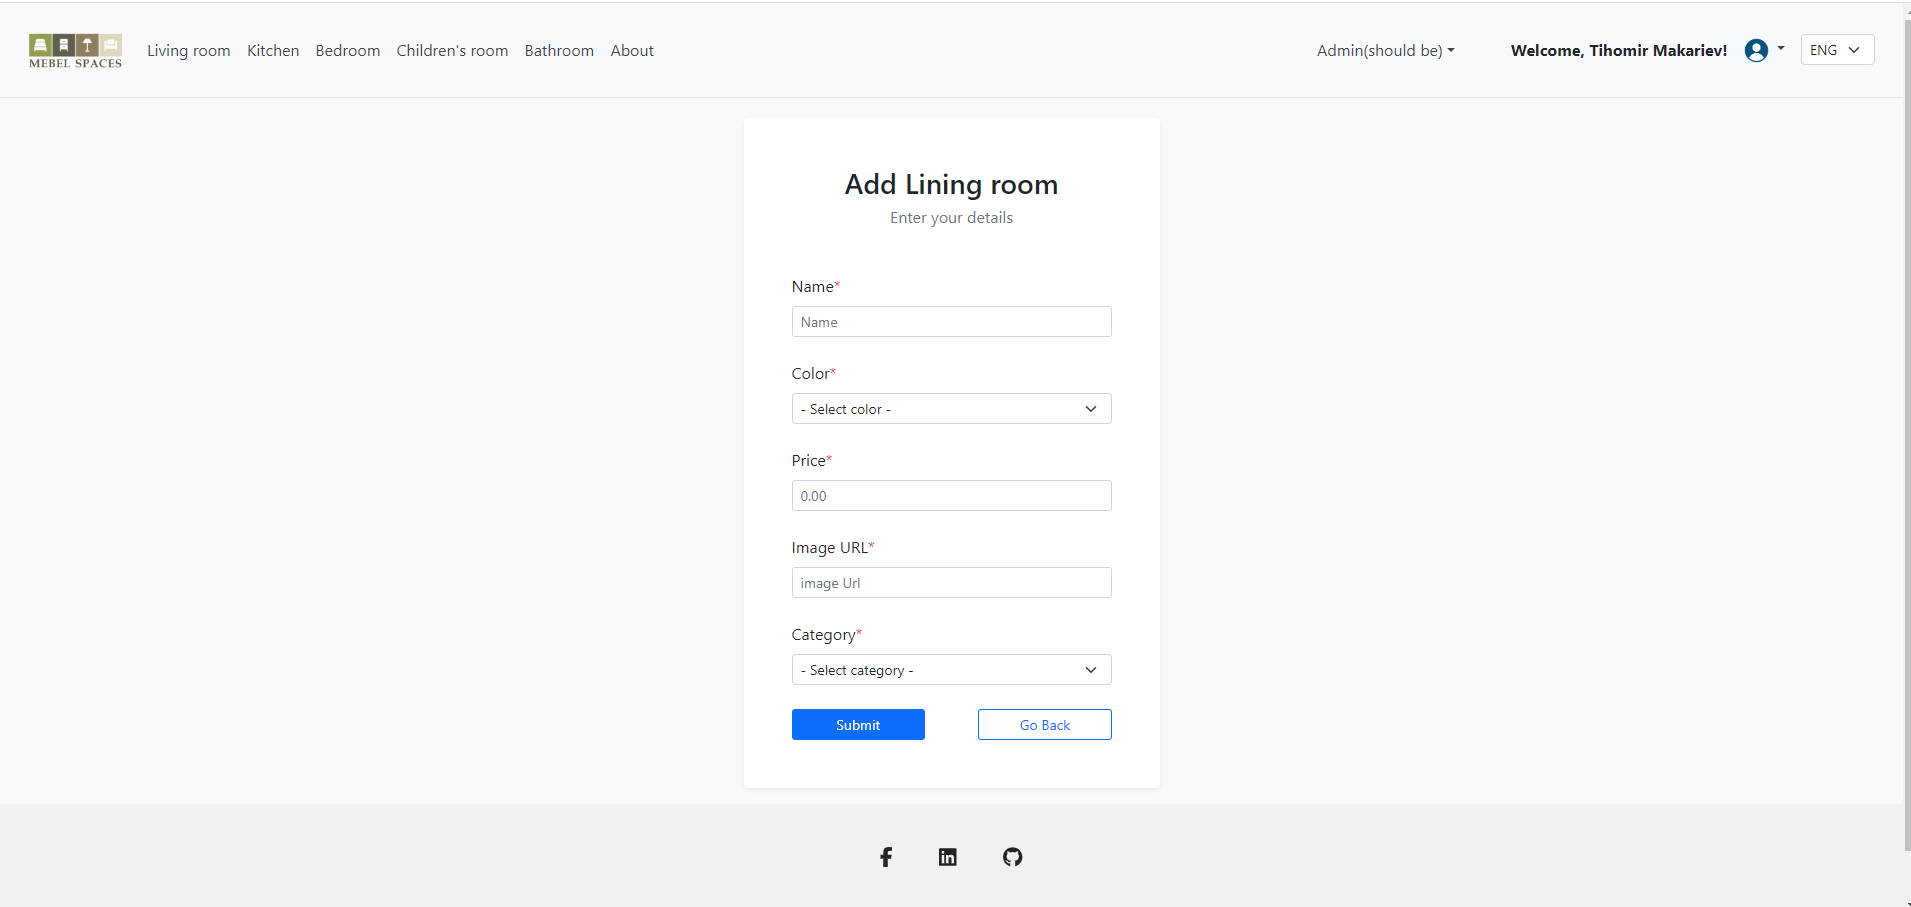 MEBEL SPACES
Living room Kitchen Bedroom Children's room Bathroom About Admin(should be) Welcome, Tihomir Makariev! ENG
Add Lining room
Enter your details
Name*
Name
Color*
- Select color -
Price*
0.00
Image URL*
image Url
Category*
- Select category -
Submit Go Back